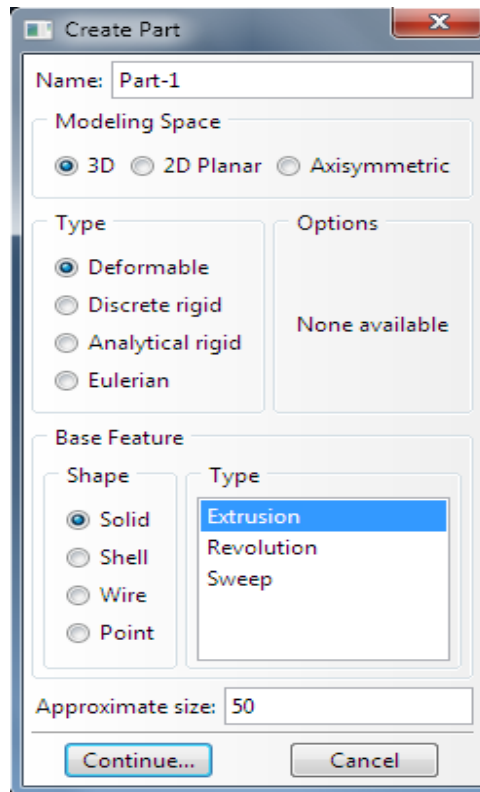 Create Part
Name: Part-1
Modeling Space
3D 2D Planar Axisymmetric
Type
Deformable
Discrete rigid
Analytical rigid
Eulerian
Options
None available
Base Feature
Shape
Solid
Shell
Wire
Point
Type
Extrusion
Revolution
Sweep
Approximate size: 50
Continue... Cancel